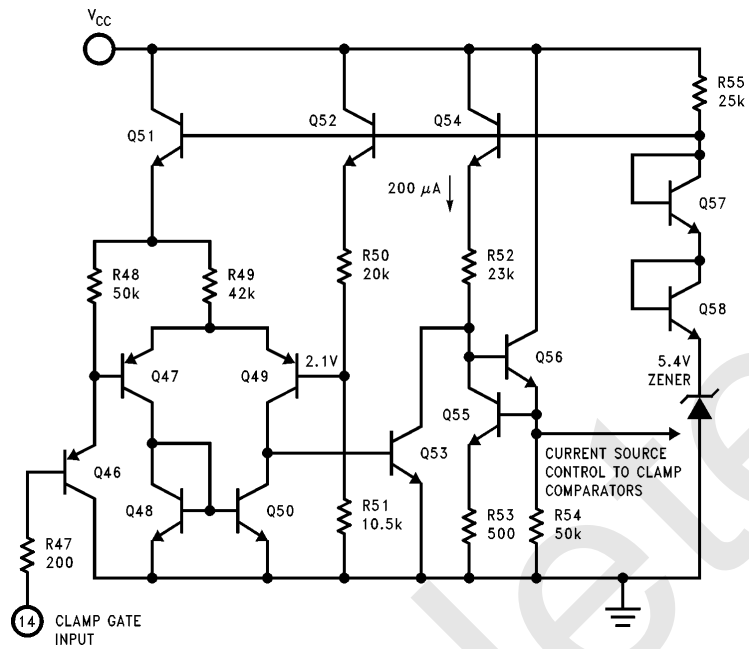 VCC
R55
25k
Q51
Q52
Q54
Q57
200 μA
R48
50k
R49
42k
R50
20k
R52
23k
Q58
Q47
Q49
2.1V
Q56
5.4V
ZENER
Q55
Q46
Q48
Q50
Q53
CURRENT SOURCE
CONTROL TO CLAMP
COMPARATORS
R47
200
R51
10.5k
R53
500
R54
50k
14 CLAMP GATE
INPUT
lete